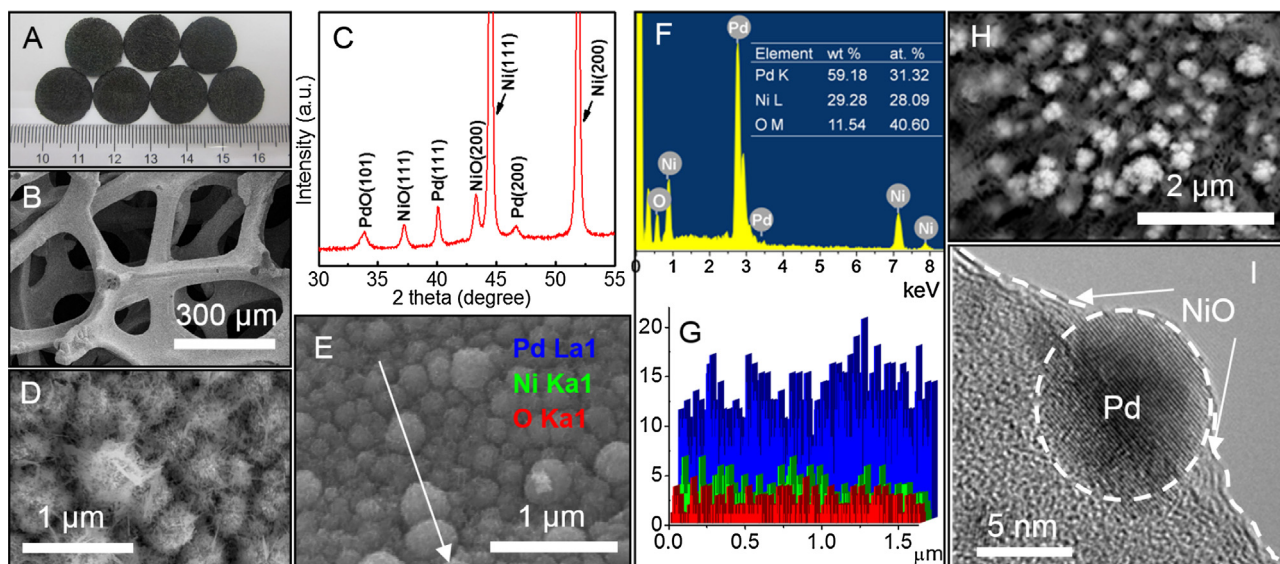 A
10 11 12 13 14 15 16
B
300 µm
C
Intensity (a.u.)
PdO(101)
NiO(111)
Pd(111)
NiO(200)
Ni(111)
Pd(200)
Ni(200)
30 35 40 45 50 55
2 theta (degree)
D
1 µm
E
Pd La1
Ni Ka1
O Ka1
1 µm
F
Pd
Element wt % at. %
Pd K 59.18 31.32
Ni L 29.28 28.09
O M 11.54 40.60
Ni
O
Pd
Ni
Ni
0 1 2 3 4 5 6 7 8
keV
G
20
15
10
5
0
0.0 0.5 1.0 1.5
µm
H
2 µm
I
NiO
Pd
5 nm